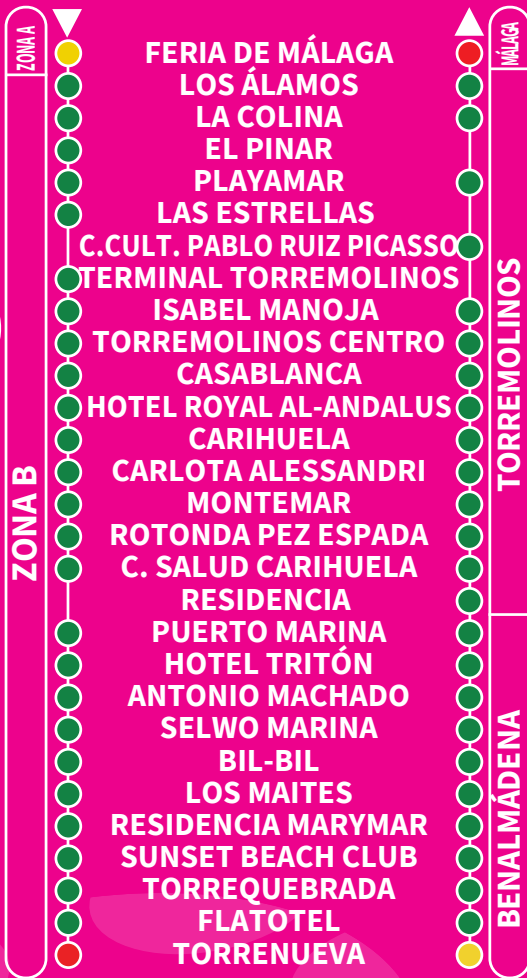 ZONA A
MÁLAGA
FERIA DE MÁLAGA
LOS ÁLAMOS
LA COLINA
EL PINAR
PLAYAMAR
LAS ESTRELLAS
C.CULT. PABLO RUIZ PICASSO
TERMINAL TORREMOLINOS
ISABEL MANOJA
TORREMOLINOS CENTRO
CASABLANCA
HOTEL ROYAL AL-ANDALUS
CARIHUELA
CARLOTA ALESSANDRI
MONTEMAR
ROTONDA PEZ ESPADA
C. SALUD CARIHUELA
RESIDENCIA
PUERTO MARINA
HOTEL TRITÓN
ANTONIO MACHADO
SELWO MARINA
BIL-BIL
LOS MAITES
RESIDENCIA MARYMAR
SUNSET BEACH CLUB
TORREQUEBRADA
FLATOTEL
TORRENUEVA
ZONA B
TORREMOLINOS
BENALMÁDENA